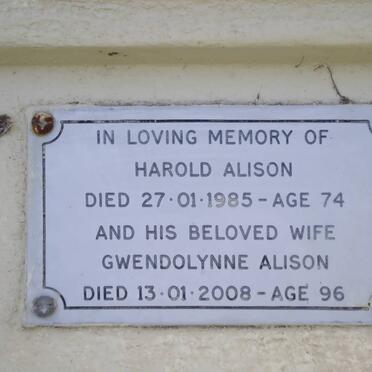 IN LOVING MEMORY OF
HAROLD ALISON
DIED 27·01·1985 – AGE 74
AND HIS BELOVED WIFE
GWENDOLYNNE ALISON
DIED 13·01·2008 – AGE 96